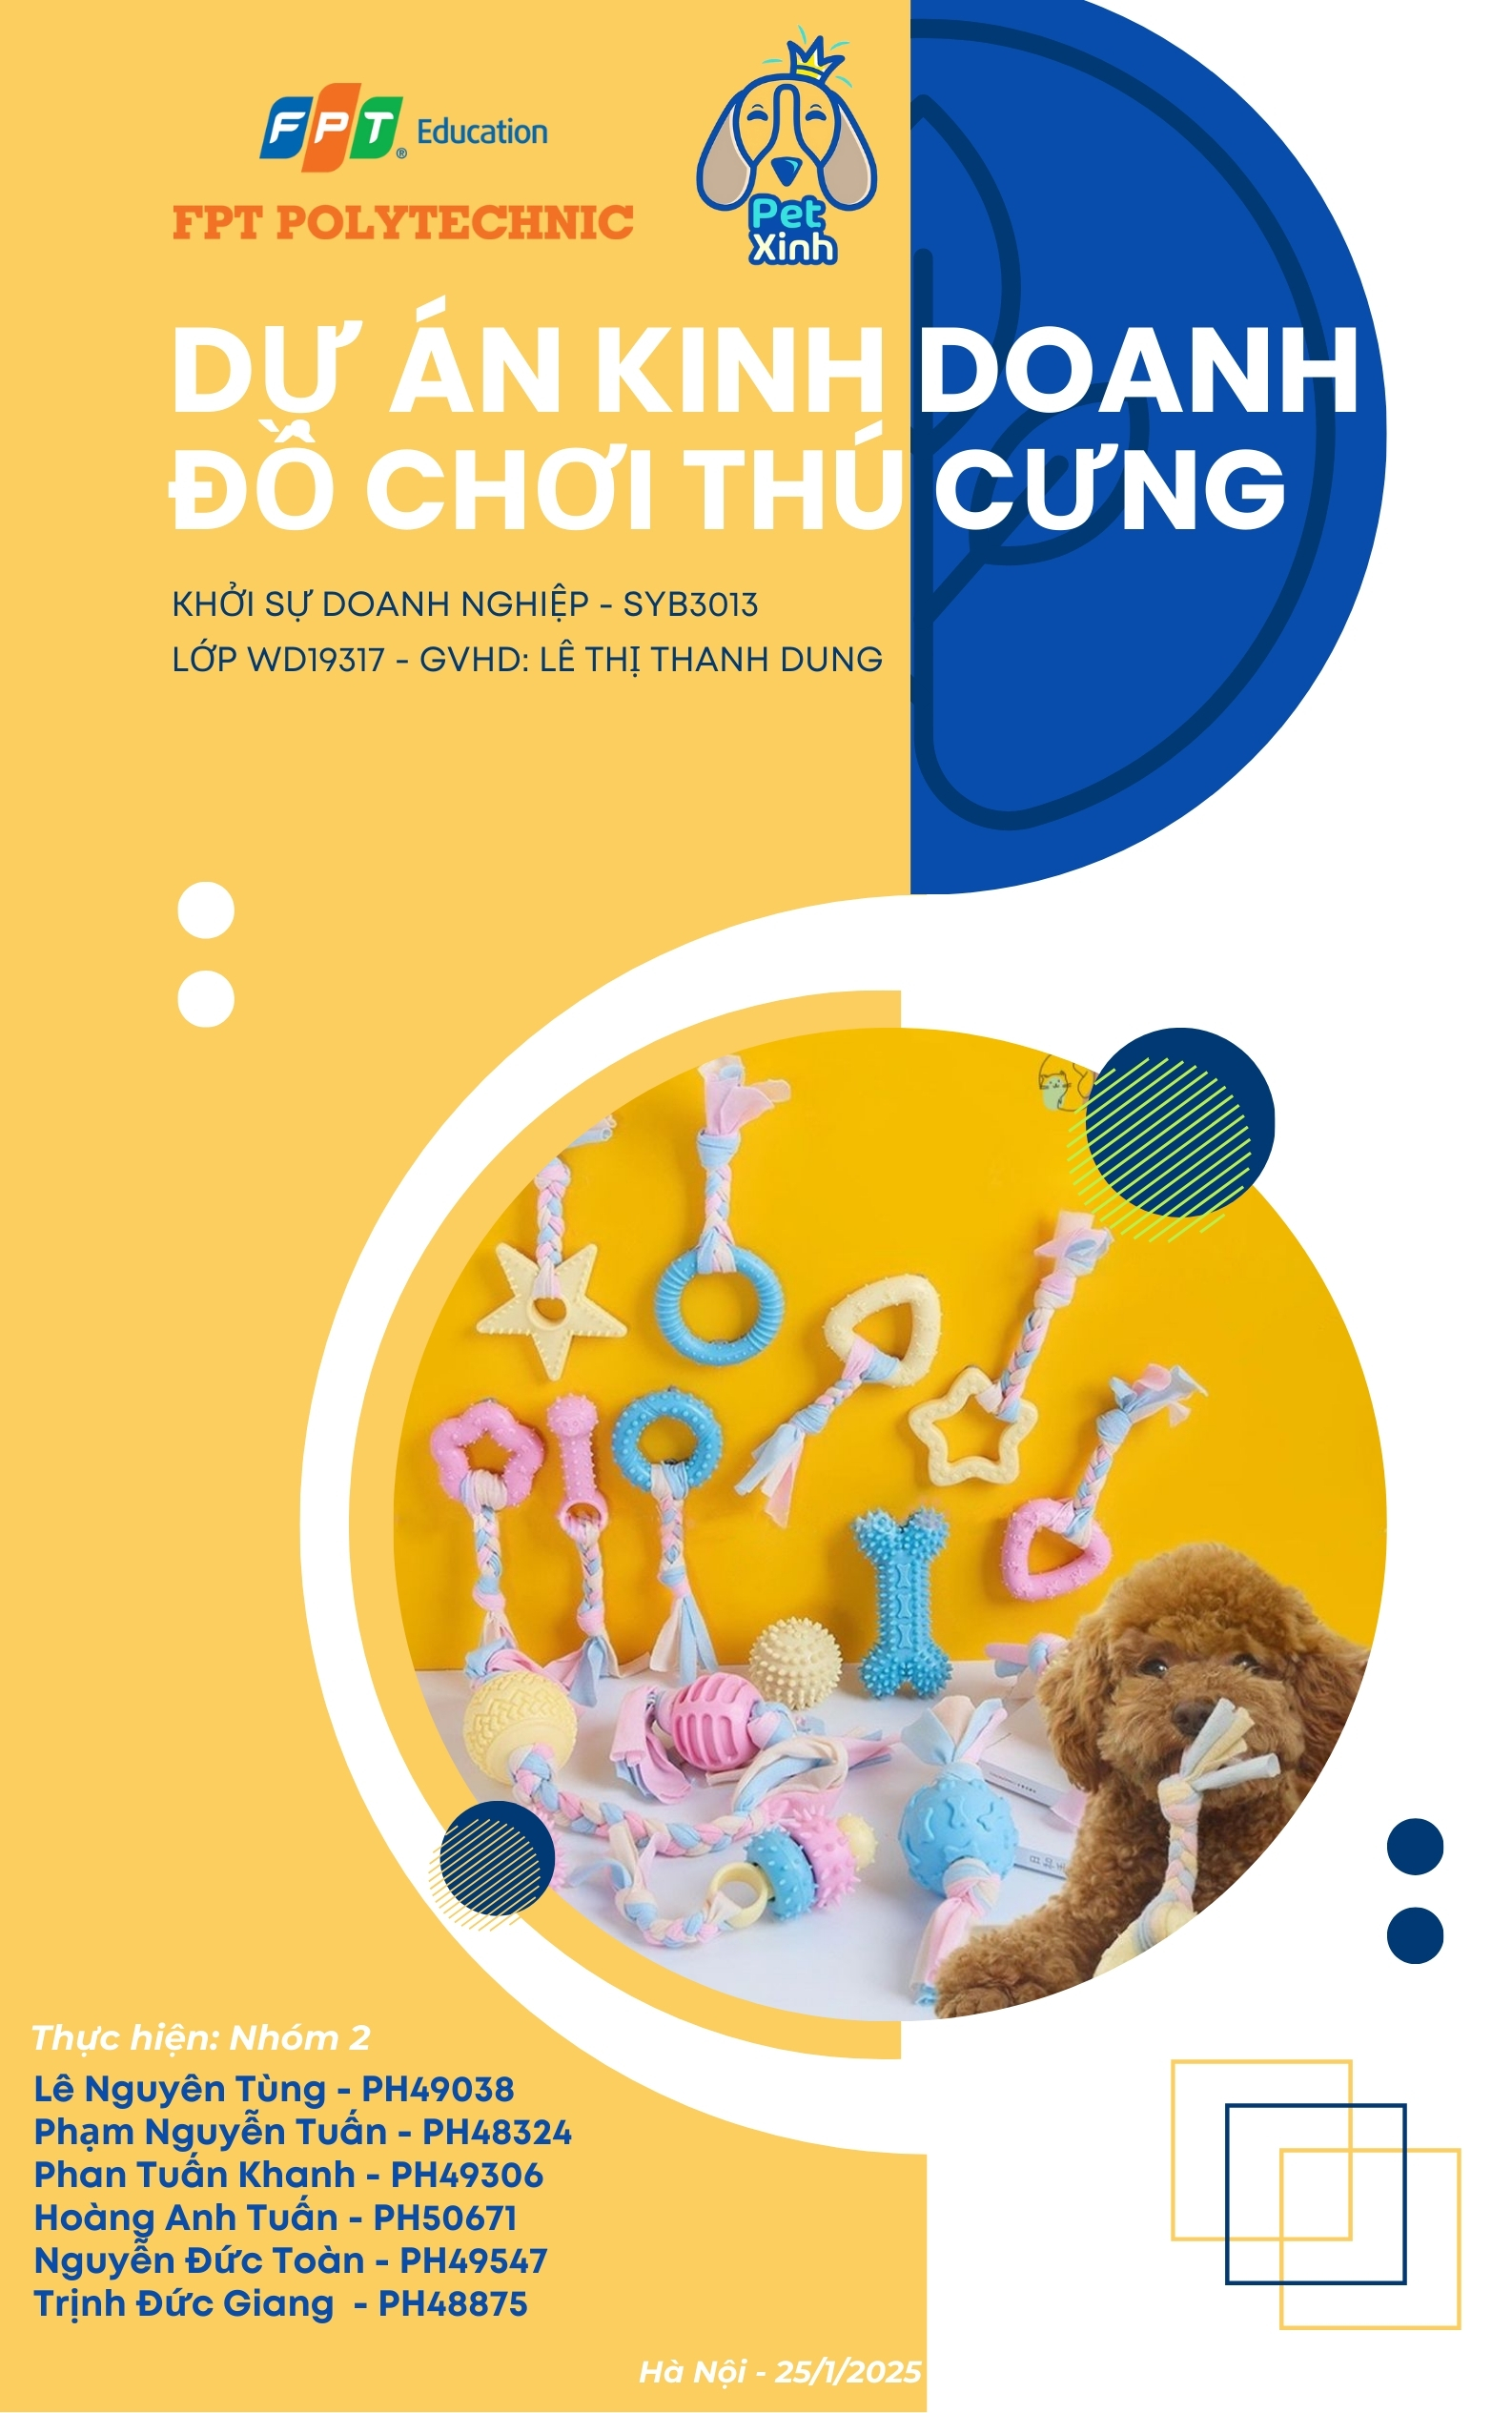 FPT Education
FPT POLYTECHNIC
Pet
Xinh
DỰ ÁN KINH DOANH
ĐỒ CHƠI THÚ CƯNG
KHỞI SỰ DOANH NGHIỆP - SYB3013
LỚP WD19317 - GVHD: LÊ THỊ THANH DUNG
Thực hiện: Nhóm 2
Lê Nguyên Tùng - PH49038
Phạm Nguyễn Tuấn - PH48324
Phan Tuấn Khanh - PH49306
Hoàng Anh Tuấn - PH50671
Nguyễn Đức Toàn - PH49547
Trịnh Đức Giang - PH48875
Hà Nội - 25/1/2025